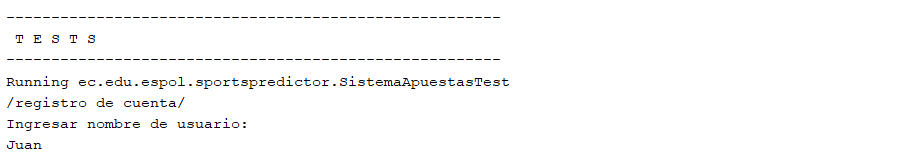 -------------------------------------------------------
T E S T S
-------------------------------------------------------
Running ec.edu.espol.sportspredictor.SistemaApuestasTest
/registro de cuenta/
Ingresar nombre de usuario:
Juan